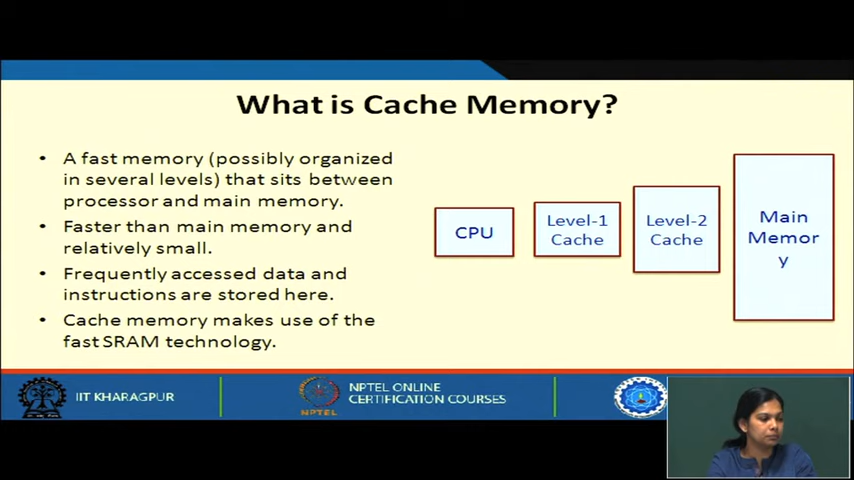 What is Cache Memory?
• A fast memory (possibly organized
in several levels) that sits between
processor and main memory.
• Faster than main memory and
relatively small.
• Frequently accessed data and
instructions are stored here.
• Cache memory makes use of the
fast SRAM technology.
CPU
Level-1
Cache
Level-2
Cache
Main
Memor
y
IIT KHARAGPUR
NPTEL
NPTEL ONLINE
CERTIFICATION COURSES